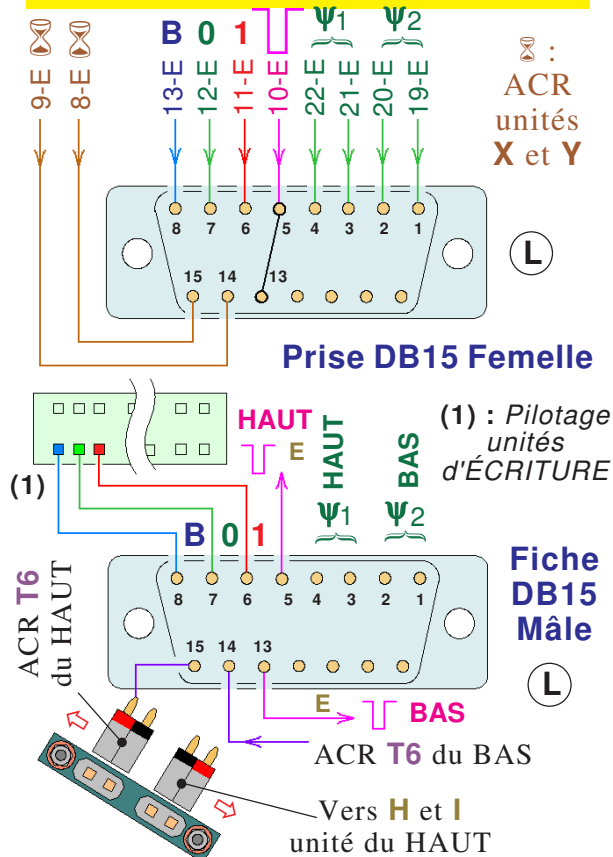 B 0 1 Ψ1 Ψ2
9-E 8-E 13-E 12-E 11-E 10-E 22-E 21-E 20-E 19-E
:
ACR
unités
X et Y
8 7 6 5 4 3 2 1
15 14 13
L
Prise DB15 Femelle
(1) : Pilotage
unités
d'ÉCRITURE
HAUT
E
HAUT
BAS
(1)
B 0 1 Ψ1 Ψ2
8 7 6 5 4 3 2 1
15 14 13
Fiche
DB15
Mâle
L
ACR T6
du HAUT
E
BAS
ACR T6 du BAS
Vers H et I
unité du HAUT